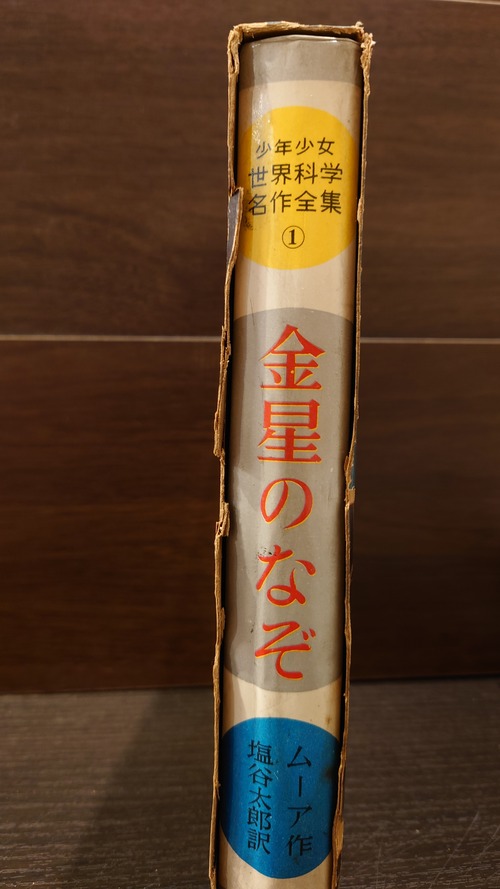 少年少女
世界科学
名作全集
①
金星のなぞ
ムーア作
塩谷太郎訳